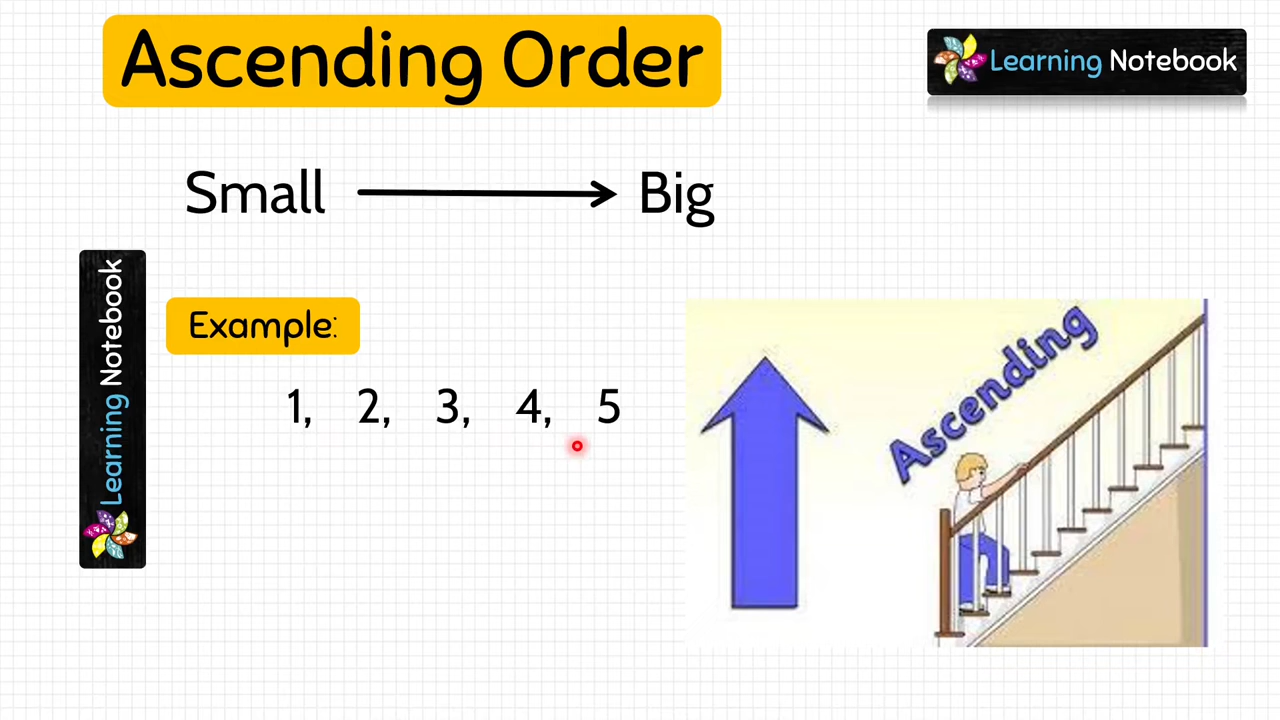 Ascending Order
Learning Notebook
Small Big
Learning Notebook
Example:
1, 2, 3, 4, 5
Ascending